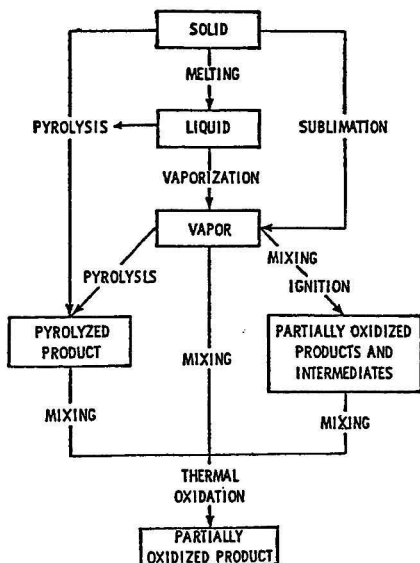 SOLID
MELTING
PYROLYSIS
LIQUID
SUBLIMATION
VAPORIZATION
VAPOR
MIXING
IGNITION
PYROLYSIS
PYROLYZED
PRODUCT
MIXING
PARTIALLY OXIDIZED
PRODUCTS AND
INTERMEDIATES
MIXING
MIXING
THERMAL
OXIDATION
PARTIALLY
OXIDIZED PRODUCT